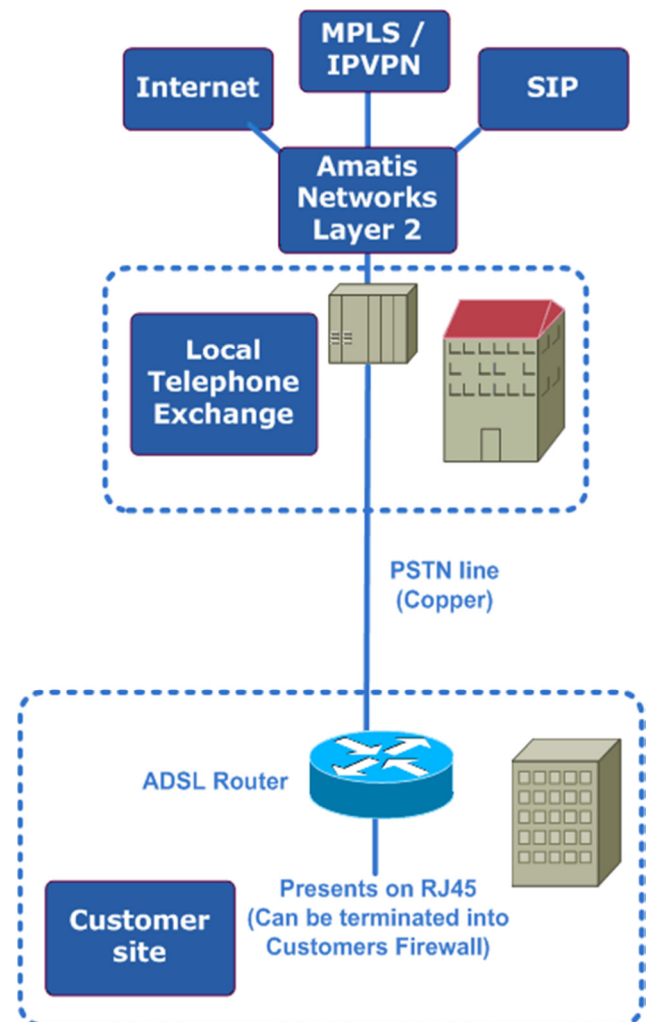 MPLS /
IPVPN
Internet
SIP
Amatis
Networks
Layer 2
Local
Telephone
Exchange
PSTN line
(Copper)
ADSL Router
Presents on RJ45
(Can be terminated into
Customers Firewall)
Customer
site